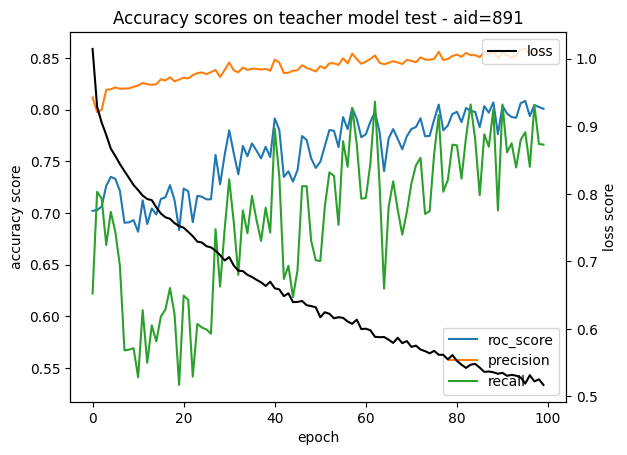 Accuracy scores on teacher model test - aid=891
accuracy score
0.85
0.80
0.75
0.70
0.65
0.60
0.55
loss
1.0
0.9
0.8
0.7
0.6
0.5
loss score
roc_score
precision
recall
0
20
40
60
80
100
epoch